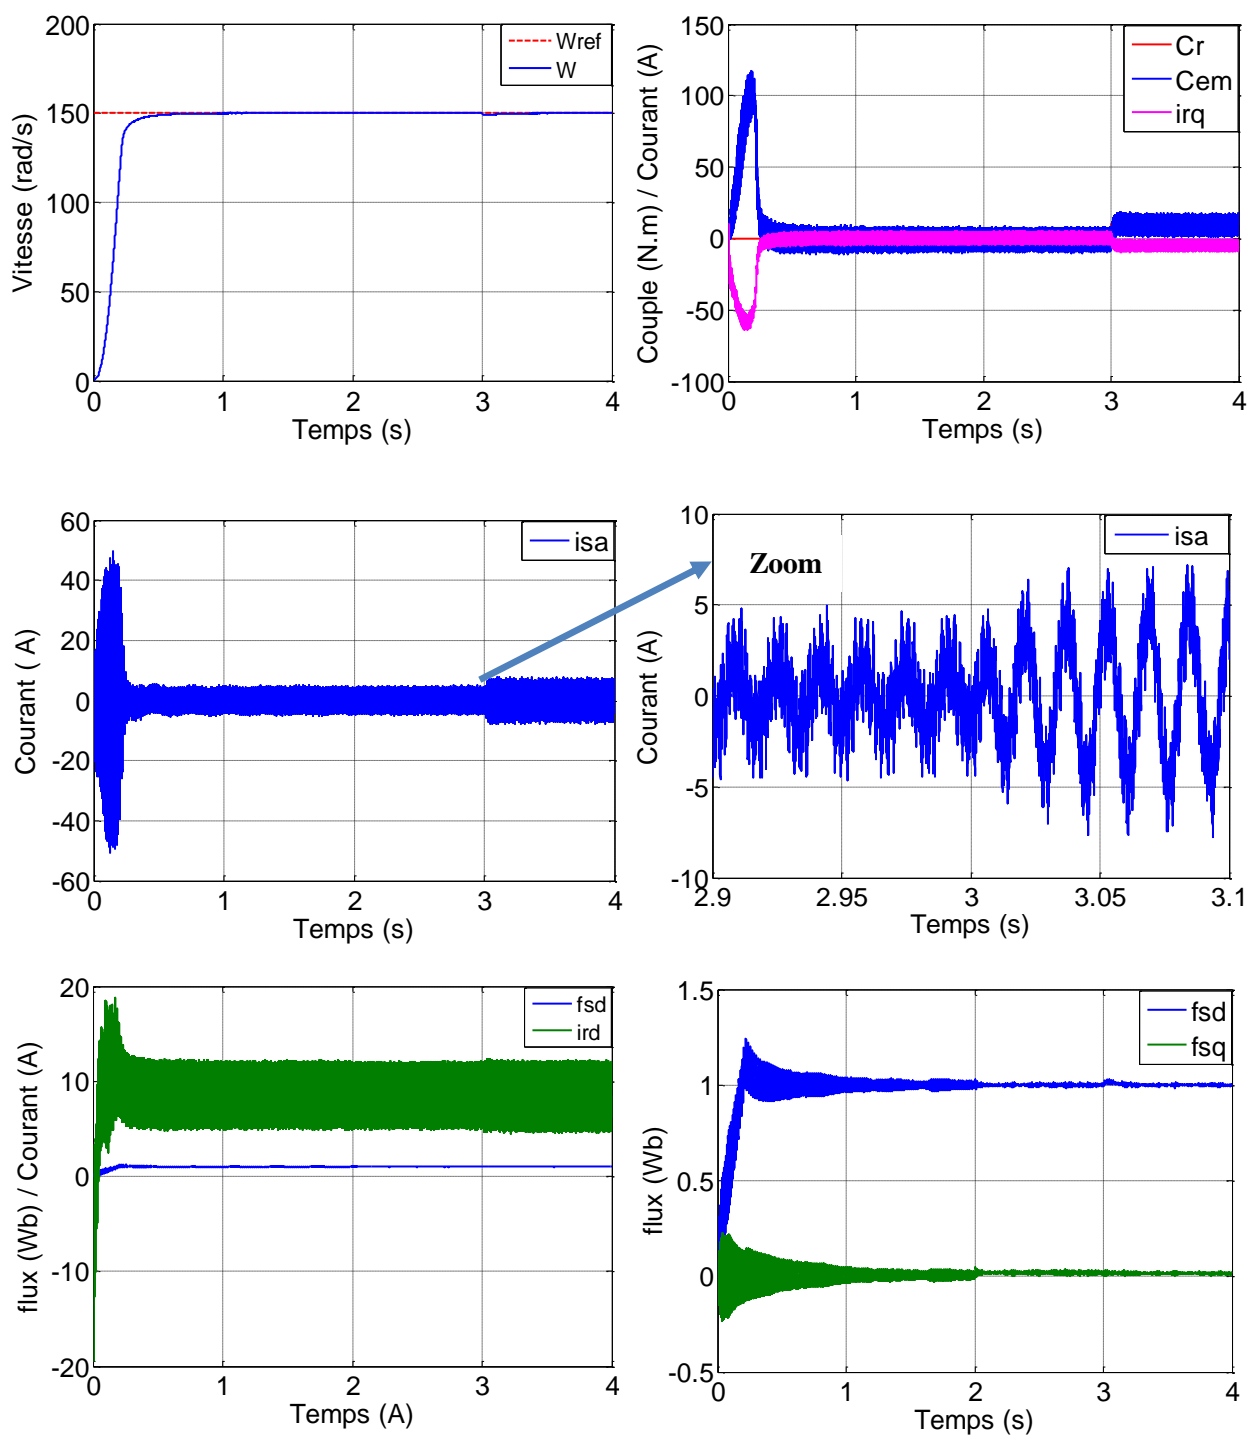 200
150
100
50
0
0 1 2 3 4
Vitesse (rad/s)
Temps (s)
Wref
W
150
100
50
0
-50
-100
0 1 2 3 4
Couple (N.m) / Courant (A)
Temps (s)
Cr
Cem
irq
60
40
20
0
-20
-40
-60
0 1 2 3 4
Courant ( A)
Temps (s)
isa
10
5
0
-5
-10
2.9 2.95 3 3.05 3.1
Courant (A)
Temps (s)
Zoom
isa
20
10
0
-10
-20
0 1 2 3 4
flux (Wb) / Courant (A)
Temps (A)
fsd
ird
1.5
1
0.5
0
-0.5
0 1 2 3 4
flux (Wb)
Temps (s)
fsd
fsq